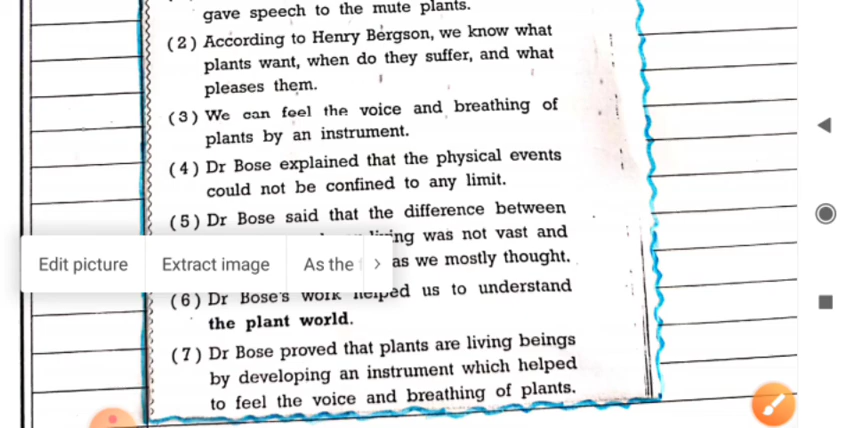 gave speech to the mute plants.
(2) According to Henry Bergson, we know what
plants want, when do they suffer, and what
pleases them.
(3) We can feel the voice and breathing of
plants by an instrument.
(4) Dr Bose explained that the physical events
could not be confined to any limit.
(5) Dr Bose said that the difference between
was not vast and
Edit picture Extract image As the
as we mostly thought.
(6) Dr Bose's work helped us to understand
the plant world.
(7) Dr Bose proved that plants are living beings
by developing an instrument which helped
to feel the voice and breathing of plants.